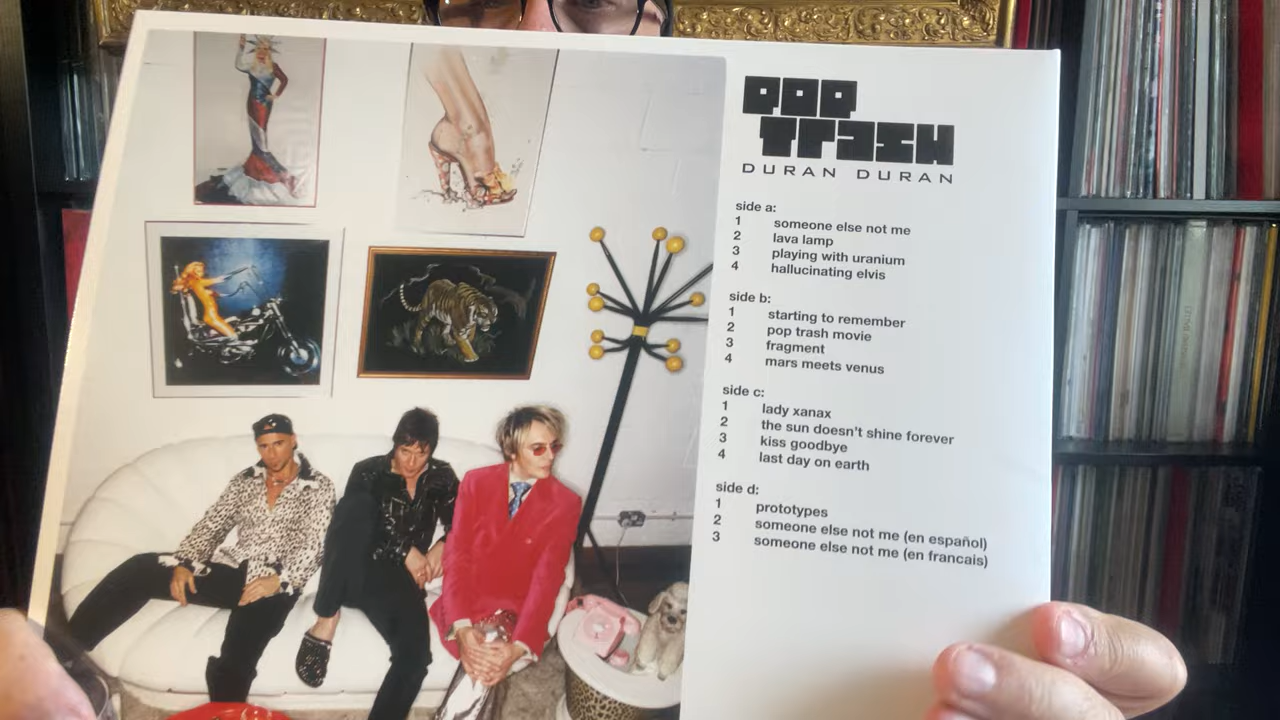 POP
TRASH
DURAN DURAN
side a:
1 someone else not me
2 lava lamp
3 playing with uranium
4 hallucinating elvis
side b:
1 starting to remember
2 pop trash movie
3 fragment
4 mars meets venus
side c:
1 lady xanax
2 the sun doesn't shine forever
3 kiss goodbye
4 last day on earth
side d:
1 prototypes
2 someone else not me (en español)
3 someone else not me (en francais)